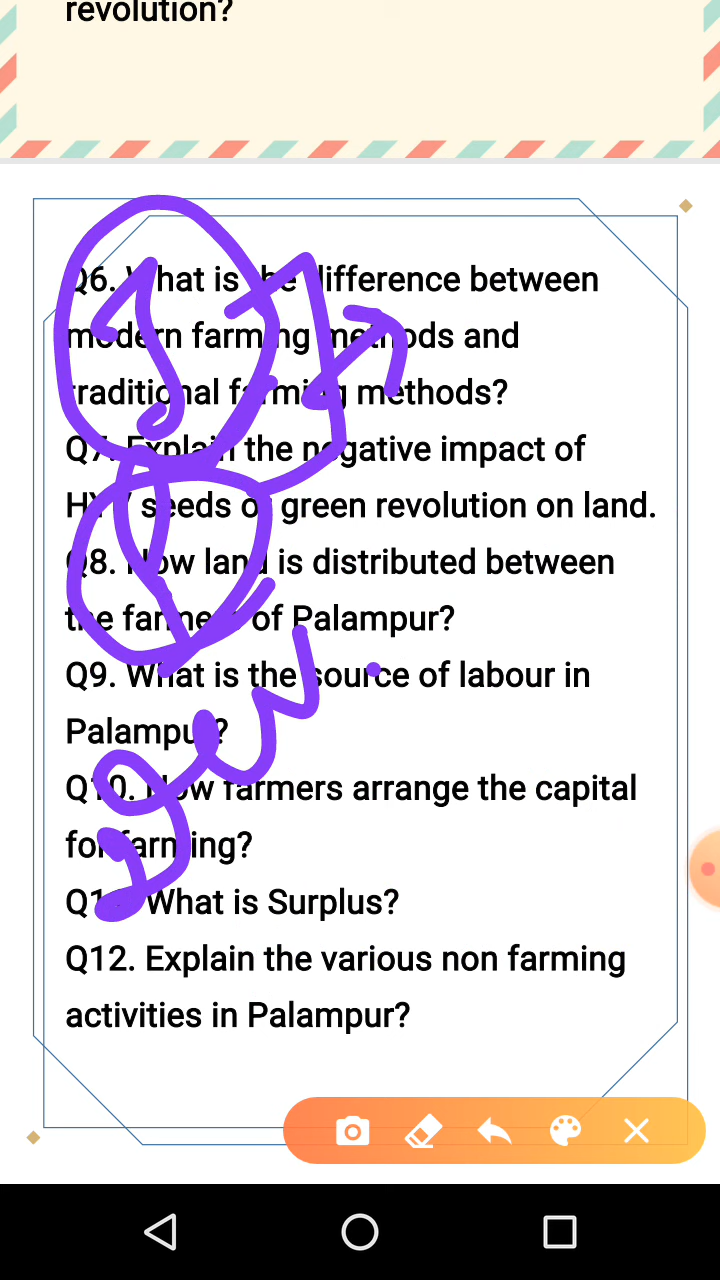 revolution?
Q6. What is the difference between
modern farming methods and
traditional farming methods?
Q7. Explain the negative impact of
HYV seeds or green revolution on land.
Q8. How land is distributed between
the farmers of Palampur?
Q9. What is the source of labour in
Palampur?
Q10. How farmers arrange the capital
for farming?
Q11. What is Surplus?
Q12. Explain the various non farming
activities in Palampur?